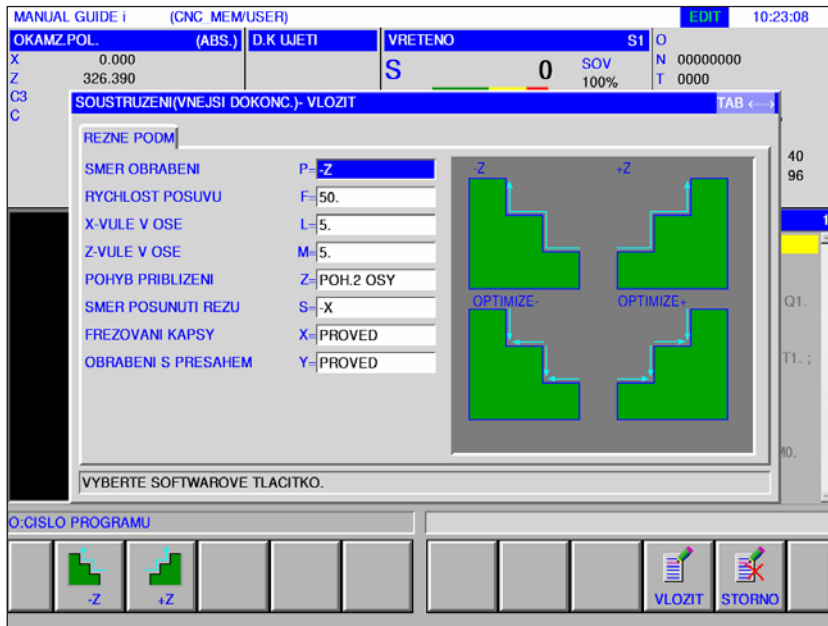 MANUAL GUIDE i (CNC_MEM/USER) EDIT 10:23:08
OKAMZ.POL. (ABS.) D.K UJETI VRETENO S1 O
X 0.000 S 0 SOV N 00000000
Z 326.390 100% T 0000
C3
C
SOUSTRUZENI(VNEJSI DOKONC.)- VLOZIT TAB
REZNE PODM
SMER OBRABENI P= -Z
RYCHLOST POSUVU F= 50.
X-VULE V OSE L= 5.
Z-VULE V OSE M= 5.
POHYB PRIBLIZENI Z= POH.2 OSY
SMER POSUNUTI REZU S= -X
FREZOVANI KAPSY X= PROVED
OBRABENI S PRESAHEM Y= PROVED
-Z +Z
OPTIMIZE- OPTIMIZE+
40
96
1
Q1.
T1. ;
M0.
VYBERTE SOFTWAROVE TLACITKO.
O:CISLO PROGRAMU
-Z +Z VLOZIT STORNO